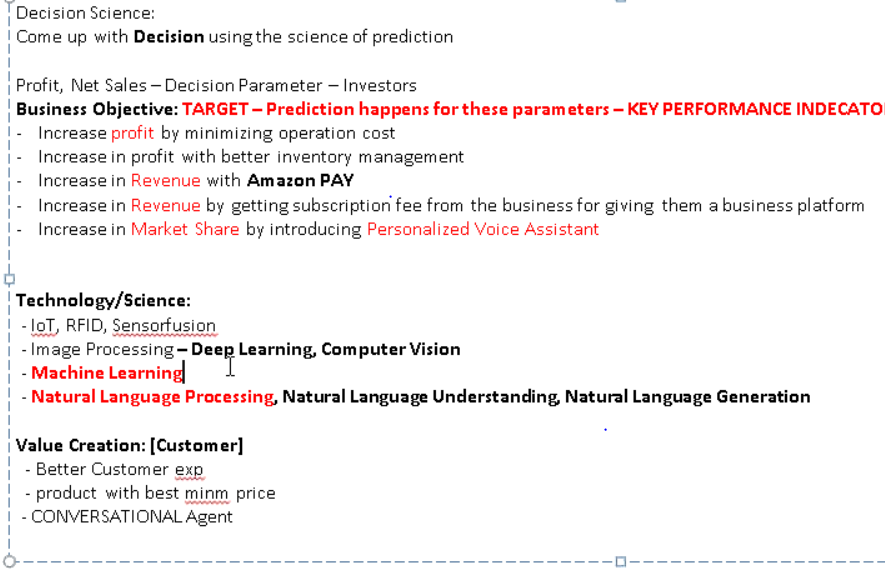 Decision Science:
Come up with Decision using the science of prediction
Profit, Net Sales – Decision Parameter – Investors
Business Objective: TARGET – Prediction happens for these parameters – KEY PERFORMANCE INDECATO
- Increase profit by minimizing operation cost
- Increase in profit with better inventory management
- Increase in Revenue with Amazon PAY
- Increase in Revenue by getting subscription fee from the business for giving them a business platform
- Increase in Market Share by introducing Personalized Voice Assistant
Technology/Science:
- IoT, RFID, Sensorfusion
- Image Processing – Deep Learning, Computer Vision
- Machine Learning
- Natural Language Processing, Natural Language Understanding, Natural Language Generation
Value Creation: [Customer]
- Better Customer exp
- product with best minm price
- CONVERSATIONAL Agent